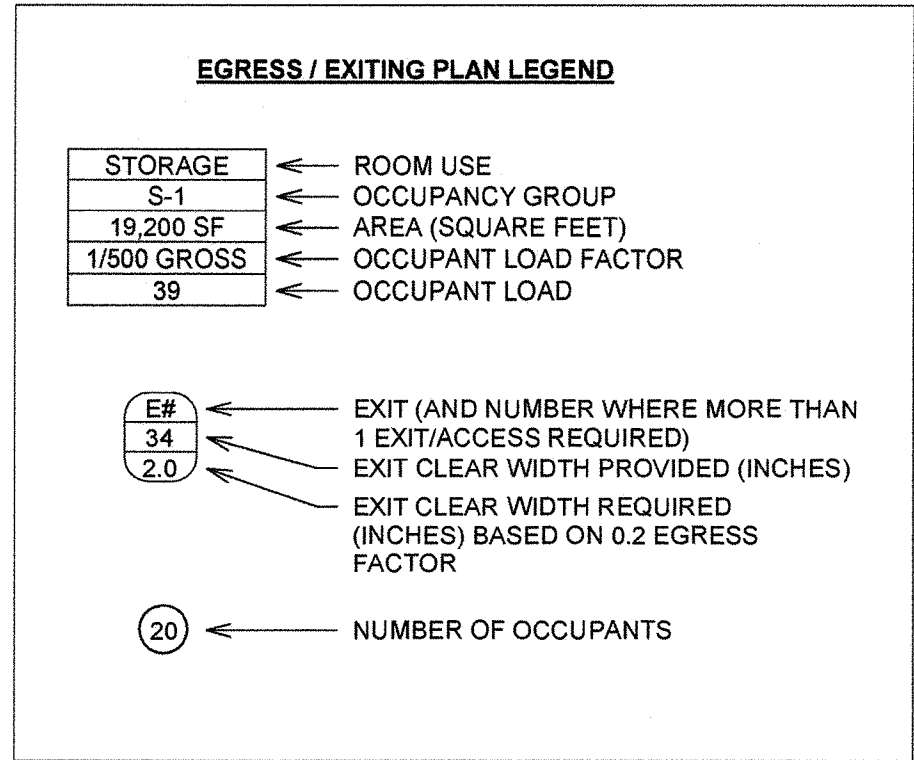 EGRESS / EXITING PLAN LEGEND
STORAGE
ROOM USE
S-1
OCCUPANCY GROUP
19,200 SF
AREA (SQUARE FEET)
1/500 GROSS
OCCUPANT LOAD FACTOR
39
OCCUPANT LOAD
E#
EXIT (AND NUMBER WHERE MORE THAN
1 EXIT/ACCESS REQUIRED)
34
EXIT CLEAR WIDTH PROVIDED (INCHES)
2.0
EXIT CLEAR WIDTH REQUIRED
(INCHES) BASED ON 0.2 EGRESS
FACTOR
20
NUMBER OF OCCUPANTS